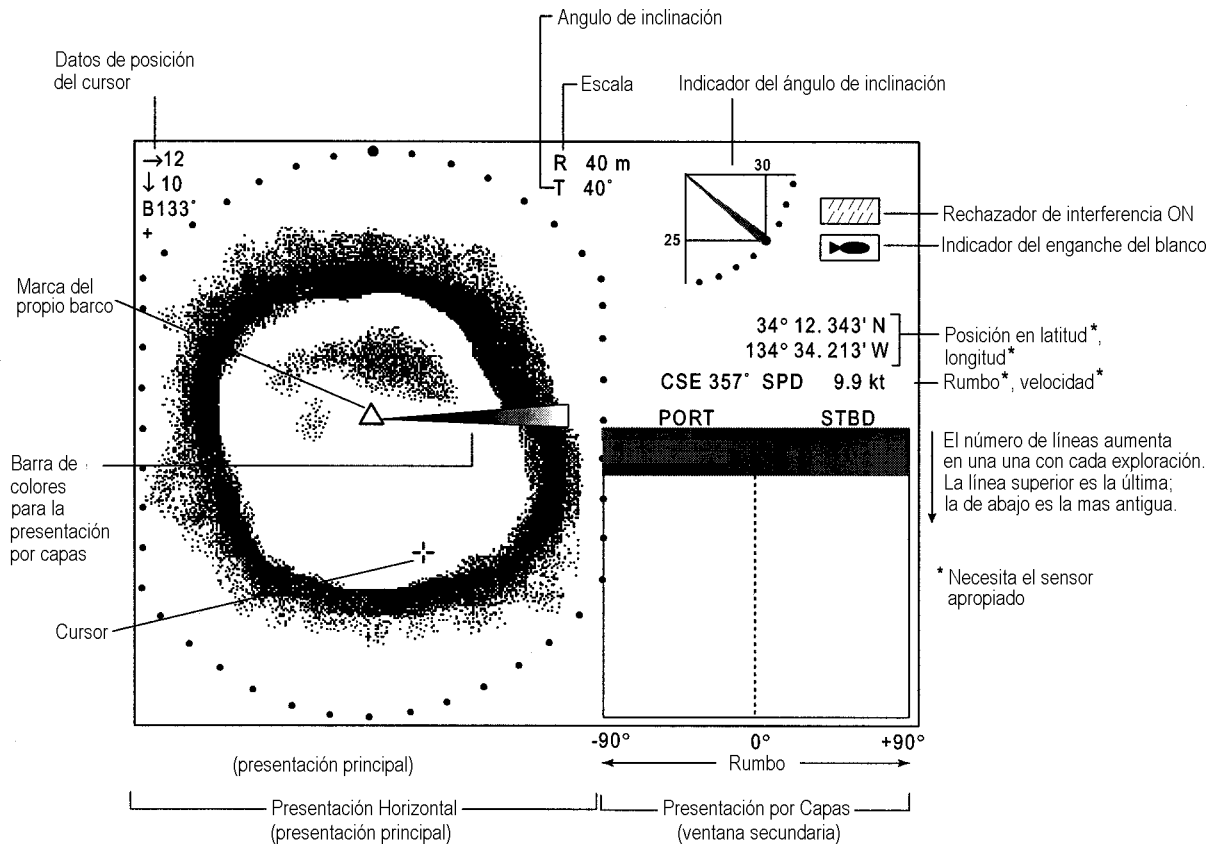 Angulo de inclinación
Datos de posición
del cursor
Escala
Indicador del ángulo de inclinación
→12
↓ 10
B133°
+
R 40 m
T 40°
30
25
Rechazador de interferencia ON
Indicador del enganche del blanco
Marca del
propio barco
34° 12. 343' N
134° 34. 213' W
Posición en latitud*,
longitud*
CSE 357° SPD 9.9 kt
Rumbo*, velocidad*
PORT STBD
Barra de
colores
para la
presentación
por capas
El número de líneas aumenta
en una una con cada exploración.
La línea superior es la última;
la de abajo es la mas antigua.
* Necesita el sensor
apropiado
Cursor
-90° 0° +90°
Rumbo
(presentación principal)
Presentación Horizontal
(presentación principal)
Presentación por Capas
(ventana secundaria)